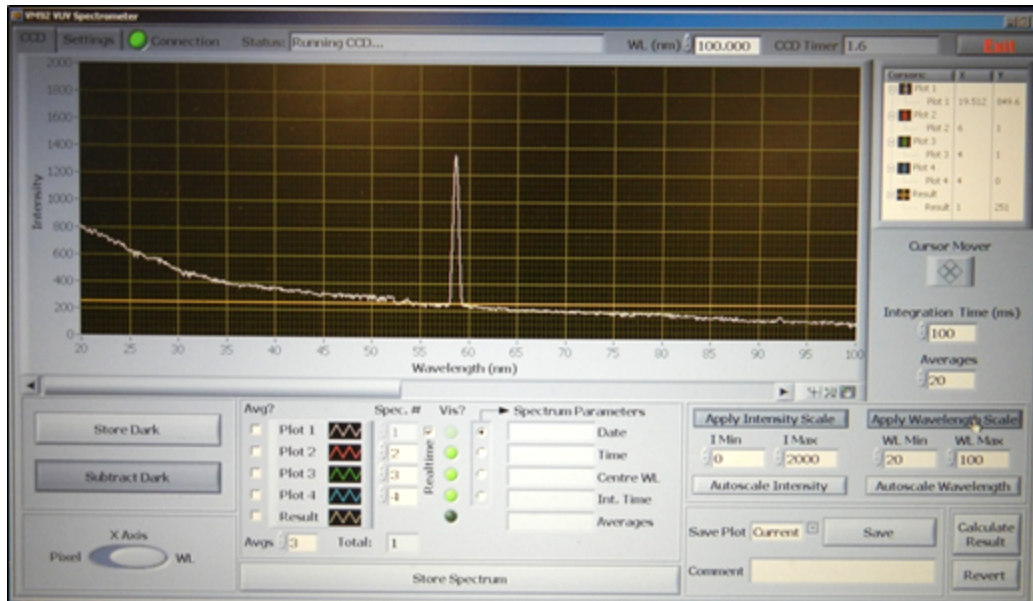 VM92 VUV Spectrometer
CCD Settings Connection Status: Running CCD... WL (nm) 100.000 CCD Timer 1.6 Exit
2000
1800
1600
1400
1200
1000
800
600
400
200
0
Intensity
20 25 30 35 40 45 50 55 60 65 70 75 80 85 90 95 100
Wavelength (nm)
Cursors: X Y
Plot 1
Plot 1 19.512 849.6
Plot 2
Plot 2 6 1
Plot 3
Plot 3 4 1
Plot 4
Plot 4 4 0
Result
Result 1 251
Cursor Mover
Integration Time (ms)
100
Averages
20
Store Dark
Subtract Dark
X Axis
Pixel WL
Avg? Spec. # Vis? Spectrum Parameters
Plot 1 1 Date
Plot 2 2 Time
Plot 3 3 Centre WL
Plot 4 4 Int. Time
Result Averages
Realtime
Avgs 3 Total: 1
Store Spectrum
Apply Intensity Scale Apply Wavelength Scale
I Min I Max WL Min WL Max
0 2000 20 100
Autoscale Intensity Autoscale Wavelength
Save Plot Current Save Calculate Result
Comment Revert